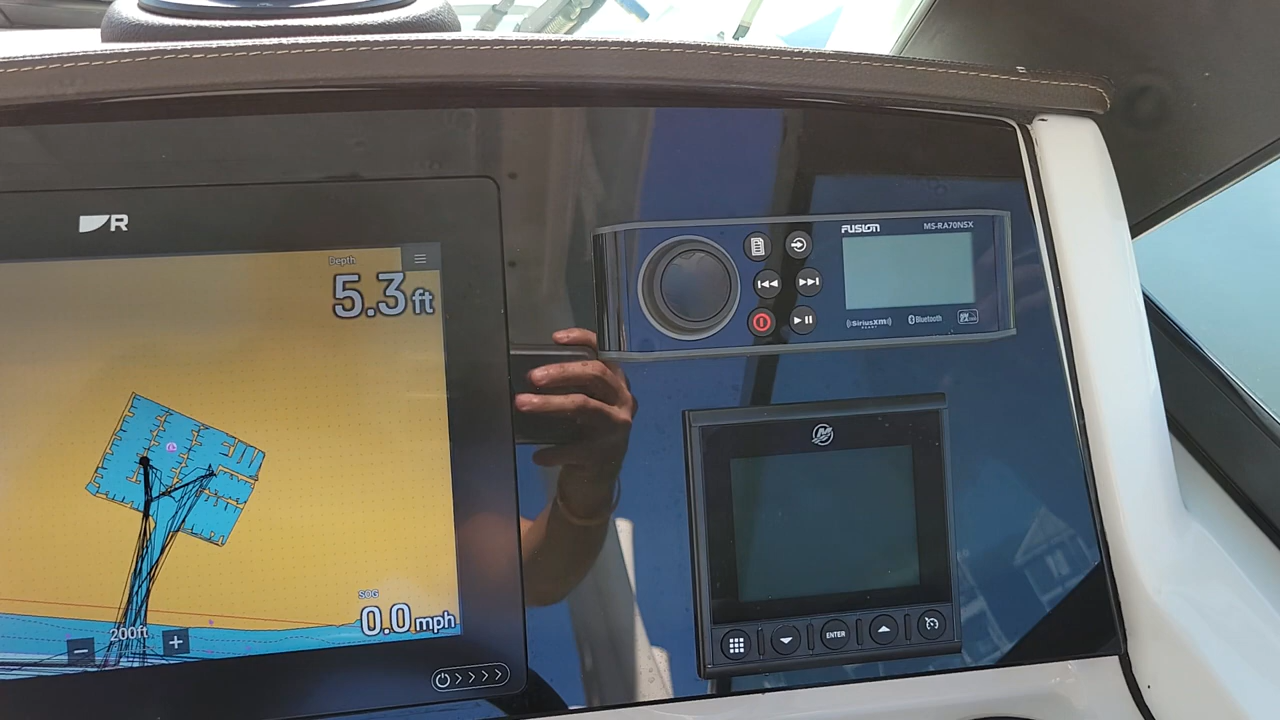 R
Depth
5.3 ft
SOG
0.0 mph
200ft
FUSION
MS-RA70NSX
((SiriusXM))
Bluetooth
ENTER